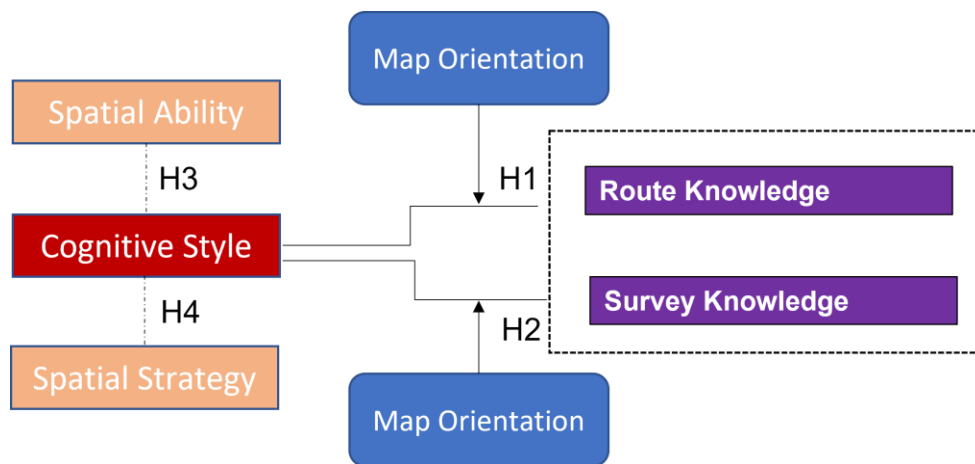 Map Orientation
Spatial Ability
H3
H1
Route Knowledge
Cognitive Style
Survey Knowledge
H4
H2
Spatial Strategy
Map Orientation